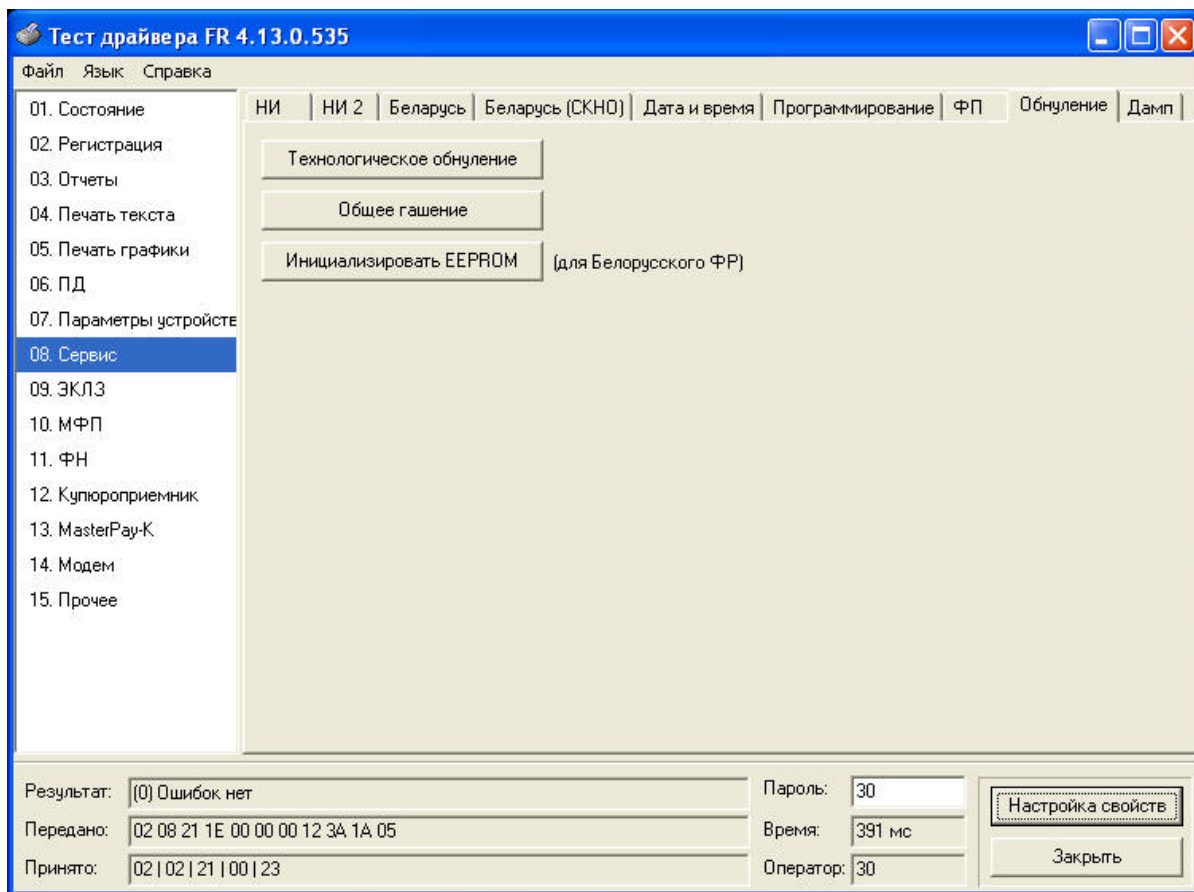 Тест драйвера FR 4.13.0.535
Файл Язык Справка
01. Состояние
02. Регистрация
03. Отчеты
04. Печать текста
05. Печать графики
06. ПД
07. Параметры устройств
08. Сервис
09. ЭКЛЗ
10. МФП
11. ФН
12. Купюроприемник
13. MasterPay-K
14. Модем
15. Прочее
НИ НИ 2 Беларусь Беларусь (СКНО) Дата и время Программирование ФП Обнуление Дамп
Технологическое обнуление
Общее гашение
Инициализировать EEPROM (для Белорусского ФР)
Результат: (0) Ошибок нет
Передано: 02 08 21 1E 00 00 00 12 3A 1A 05
Принято: 02 | 02 | 21 | 00 | 23
Пароль: 30
Время: 391 мс
Оператор: 30
Настройка свойств
Закрыть